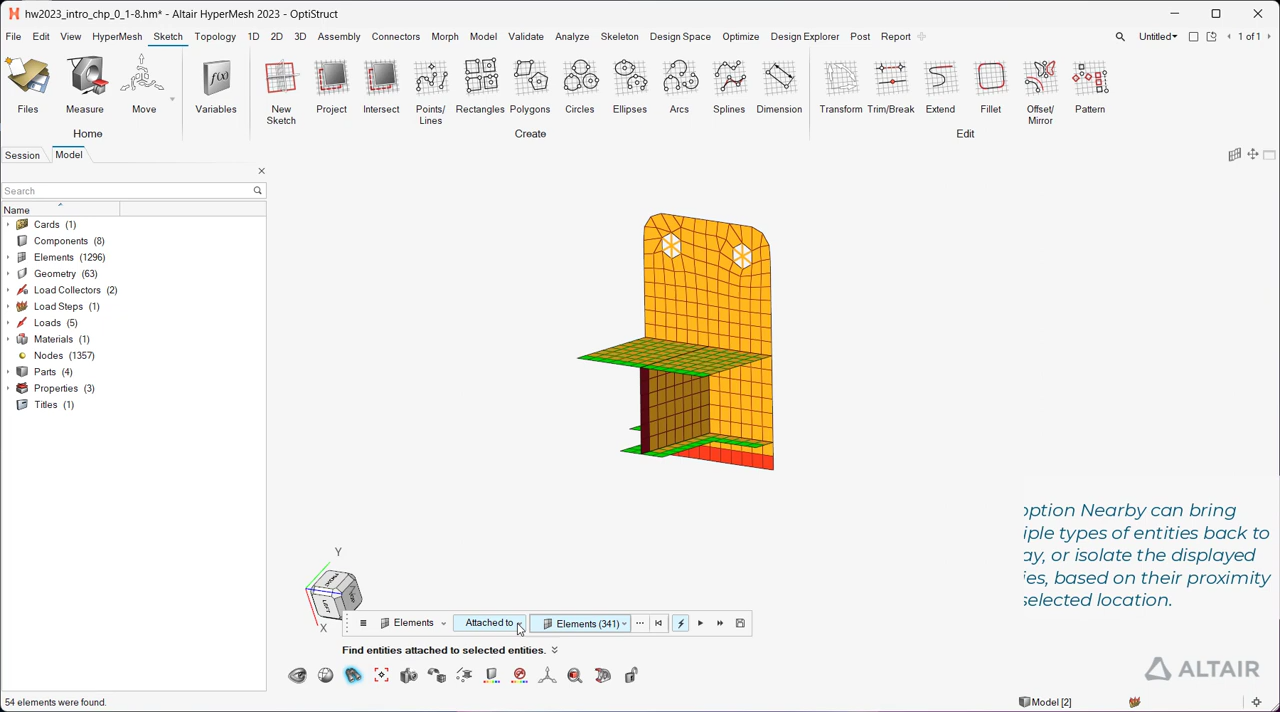 hw2023_intro_chp_0_1-8.hm* - Altair HyperMesh 2023 - OptiStruct
File Edit View HyperMesh Sketch Topology 1D 2D 3D Assembly Connectors Morph Model Validate Analyze Skeleton Design Space Optimize Design Explorer Post Report Untitled 1 of 1
Files Measure Move Variables New Sketch Project Intersect Points/ Lines Rectangles Polygons Circles Ellipses Arcs Splines Dimension Transform Trim/Break Extend Fillet Offset/ Mirror Pattern
Home Create Edit
Session Model
Search
Name
Cards (1)
Components (8)
Elements (1296)
Geometry (63)
Load Collectors (2)
Load Steps (1)
Loads (5)
Materials (1)
Nodes (1357)
Parts (4)
Properties (3)
Titles (1)
option Nearby can bring
iple types of entities back to
ay, or isolate the displayed
ies, based on their proximity
selected location.
Y
LEFT
X
Elements Attached to Elements (341)
Find entities attached to selected entities.
ALTAIR
54 elements were found.
Model [2]